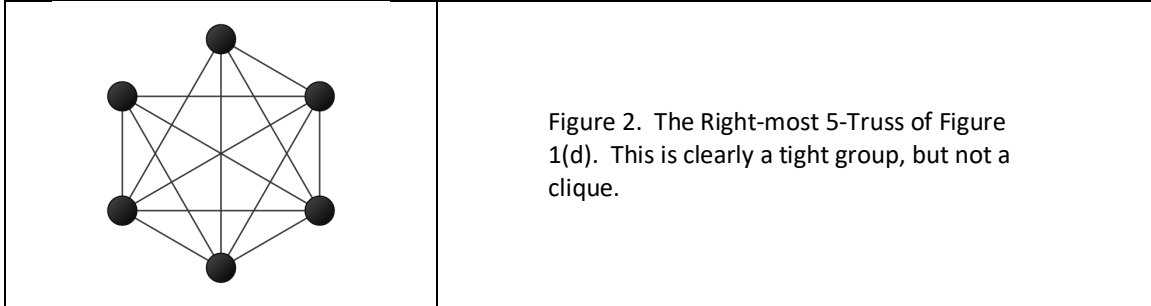 Figure 2.  The Right-most 5-Truss of Figure
1(d).  This is clearly a tight group, but not a
clique.